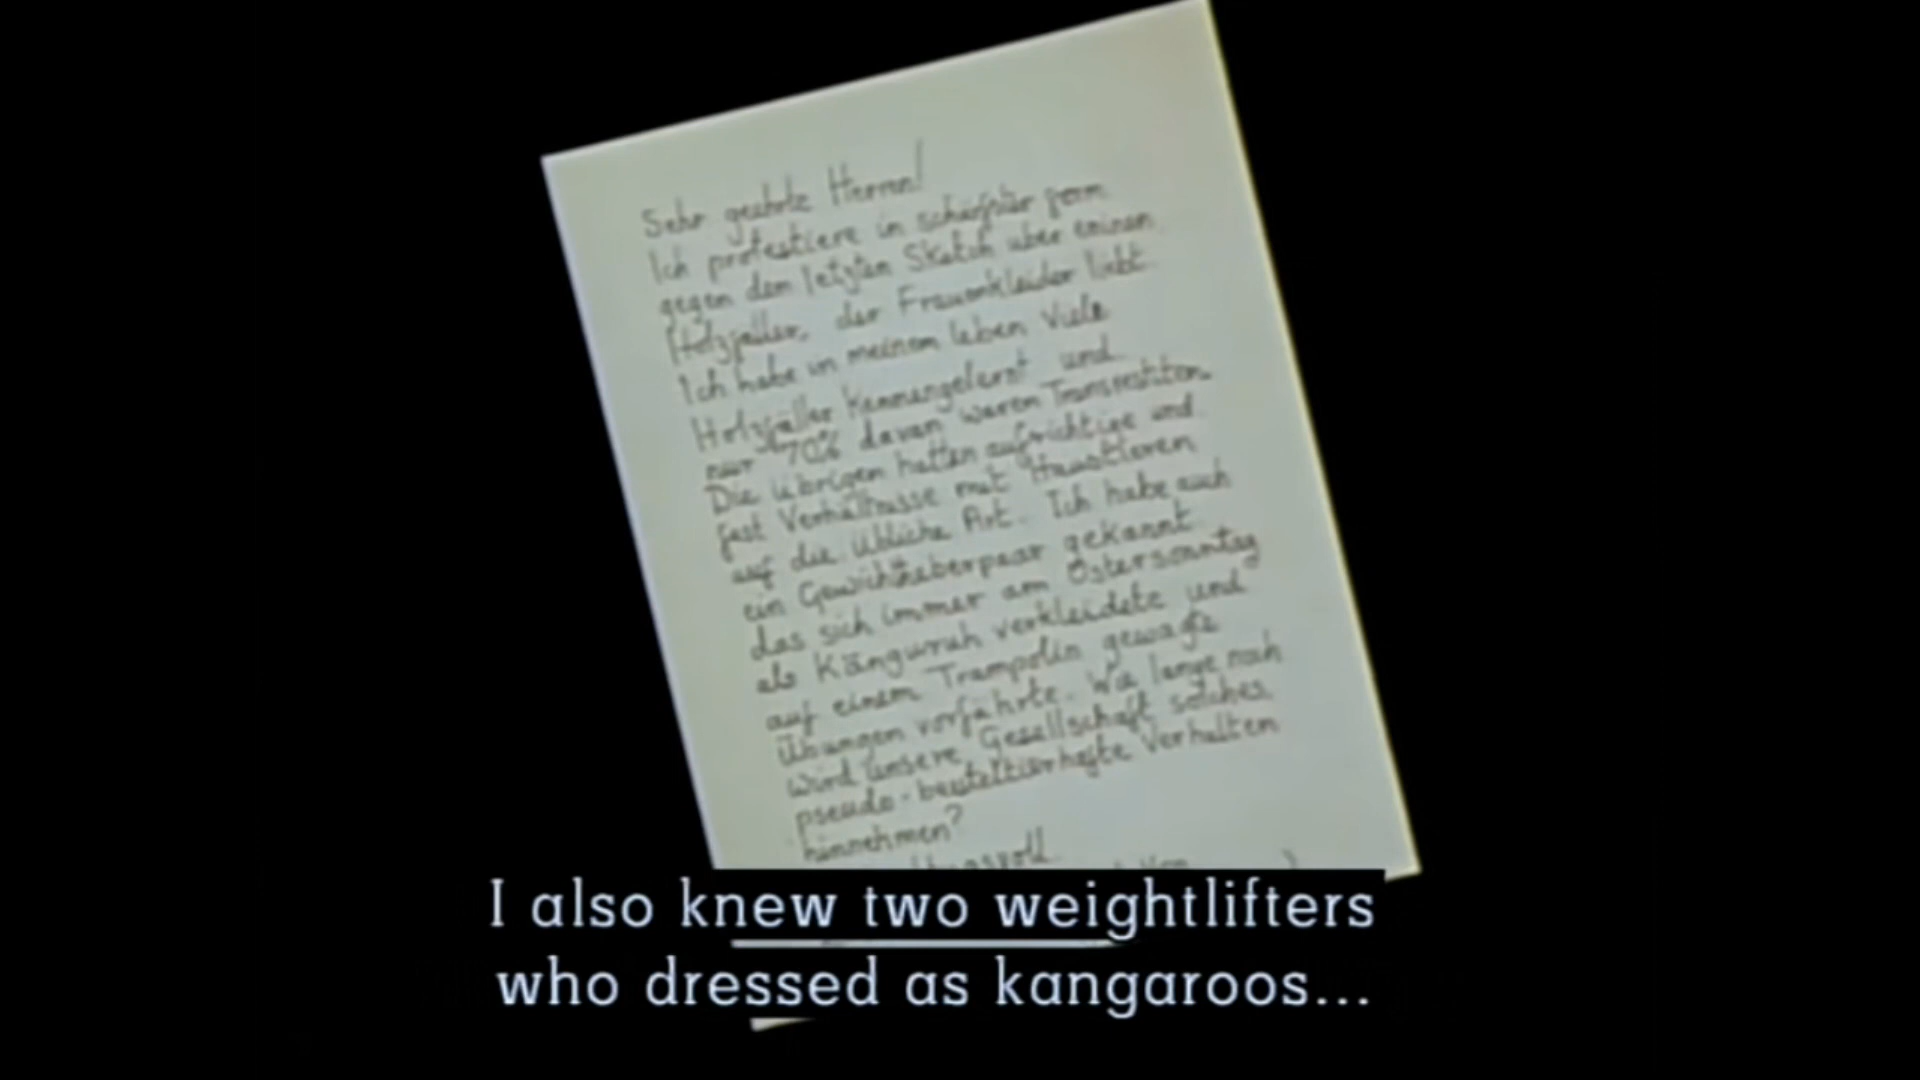 Sehr geehrte Herren!
Ich protestiere in schärfster form
gegen den letzten Sketch über eninen
Holzfäller, der Frauenkleider liebt.
Ich habe in meinem leben Viele
Holzfäller kennengelernt und
nur 70% davon waren Transvestiten.
Die übrigen hatten aufrichtige und
fest Verhältnisse mit Haustieren
auf die übliche Art. Ich habe auch
ein Gewichtheberpaar gekannt
das sich immer am Ostersonntag
als Känguruh verkleidete und
auf einem Trampolin gewagte
Übungen vorführte. Wie lange noch
wird unsere Gesellschaft solches
pseudo-beuteltierhafte Verhalten
hinnehmen?
I also knew two weightlifters
who dressed as kangaroos...